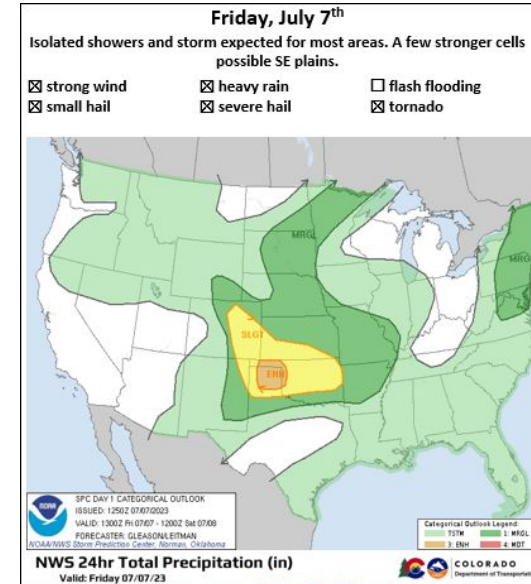 Friday, July 7th
Isolated showers and storm expected for most areas. A few stronger cells
possible SE plains.
☒ strong wind ☒ heavy rain ☐ flash flooding
☒ small hail ☒ severe hail ☒ tornado
MRGL
MRGL
SLGT
ENH
NOAA
SPC DAY 1 CATEGORICAL OUTLOOK
ISSUED: 1250Z 07/07/2023
VALID: 1300Z Fri 07/07 - 1200Z Sat 07/08
FORECASTER: GLEASON/LEITMAN
NOAA/NWS Storm Prediction Center, Norman, Oklahoma
Categorical Outlook Legend:
TSTM 1: MRGL
3: ENH 4: MDT
NWS 24hr Total Precipitation (in)
Valid: Friday 07/07/23
COLORADO
Department of Transportation